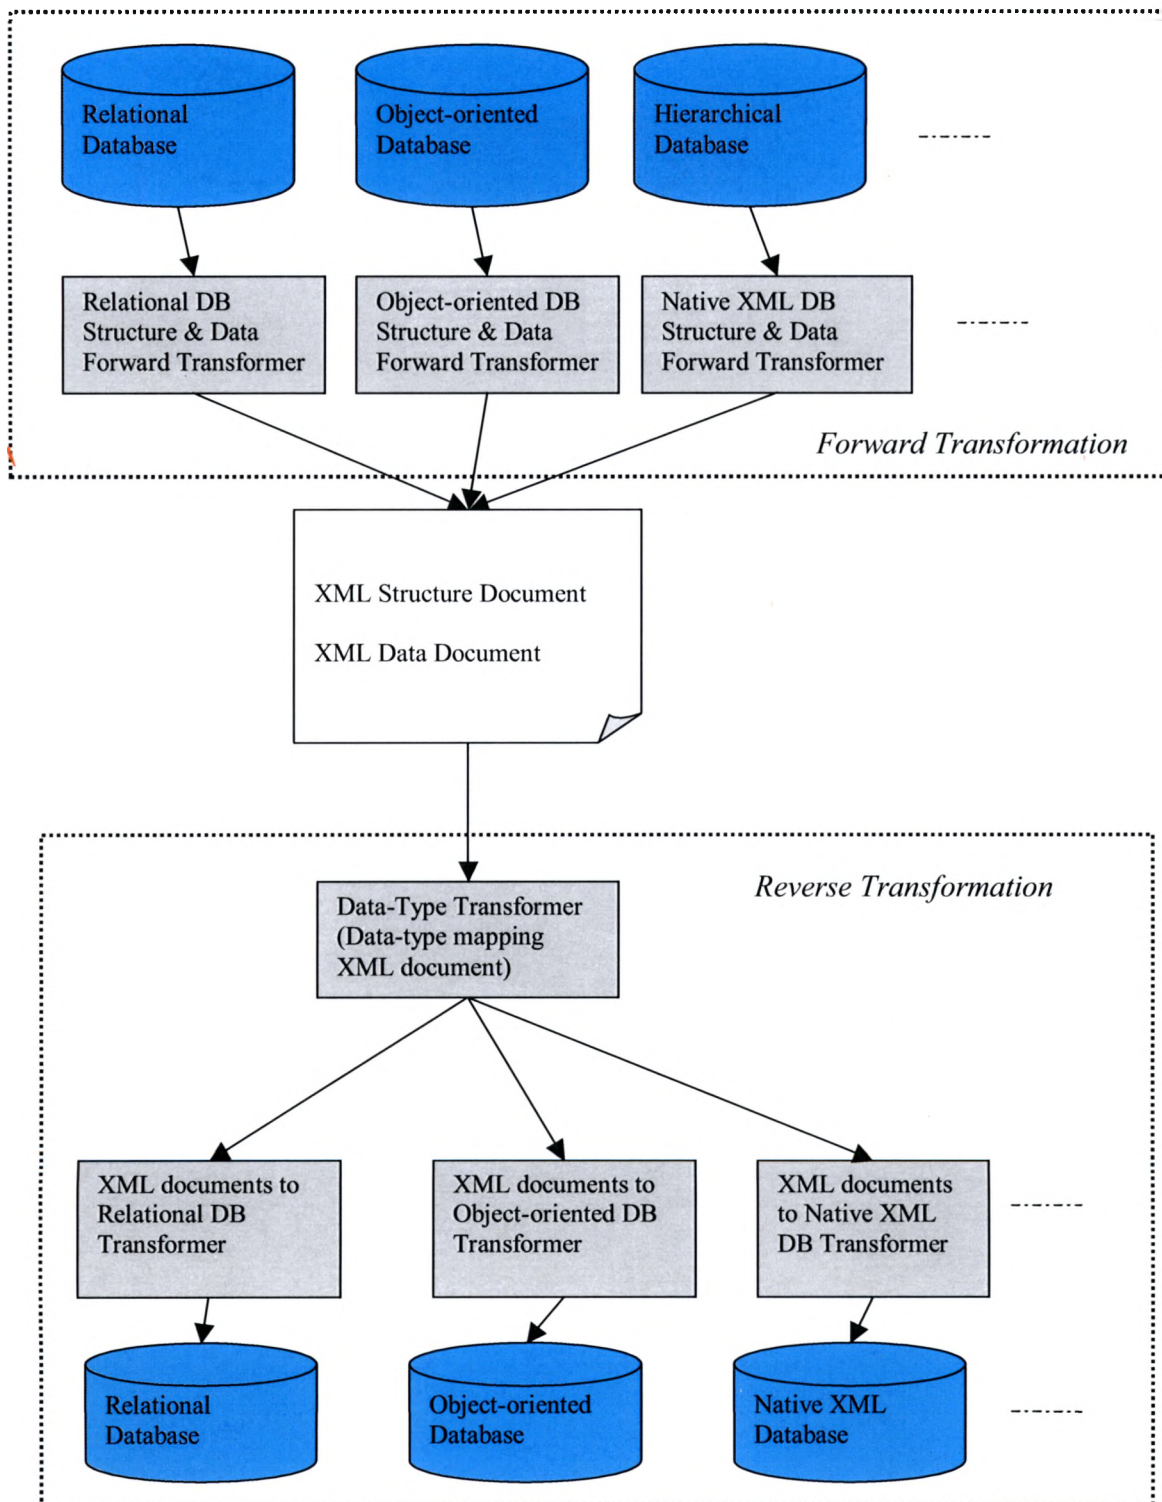 Relational
Database
Object-oriented
Database
Hierarchical
Database
Relational DB
Structure & Data
Forward Transformer
Object-oriented DB
Structure & Data
Forward Transformer
Native XML DB
Structure & Data
Forward Transformer
Forward Transformation
XML Structure Document
XML Data Document
Reverse Transformation
Data-Type Transformer
(Data-type mapping
XML document)
XML documents to
Relational DB
Transformer
XML documents to
Object-oriented DB
Transformer
XML documents
to Native XML
DB Transformer
Relational
Database
Object-oriented
Database
Native XML
Database